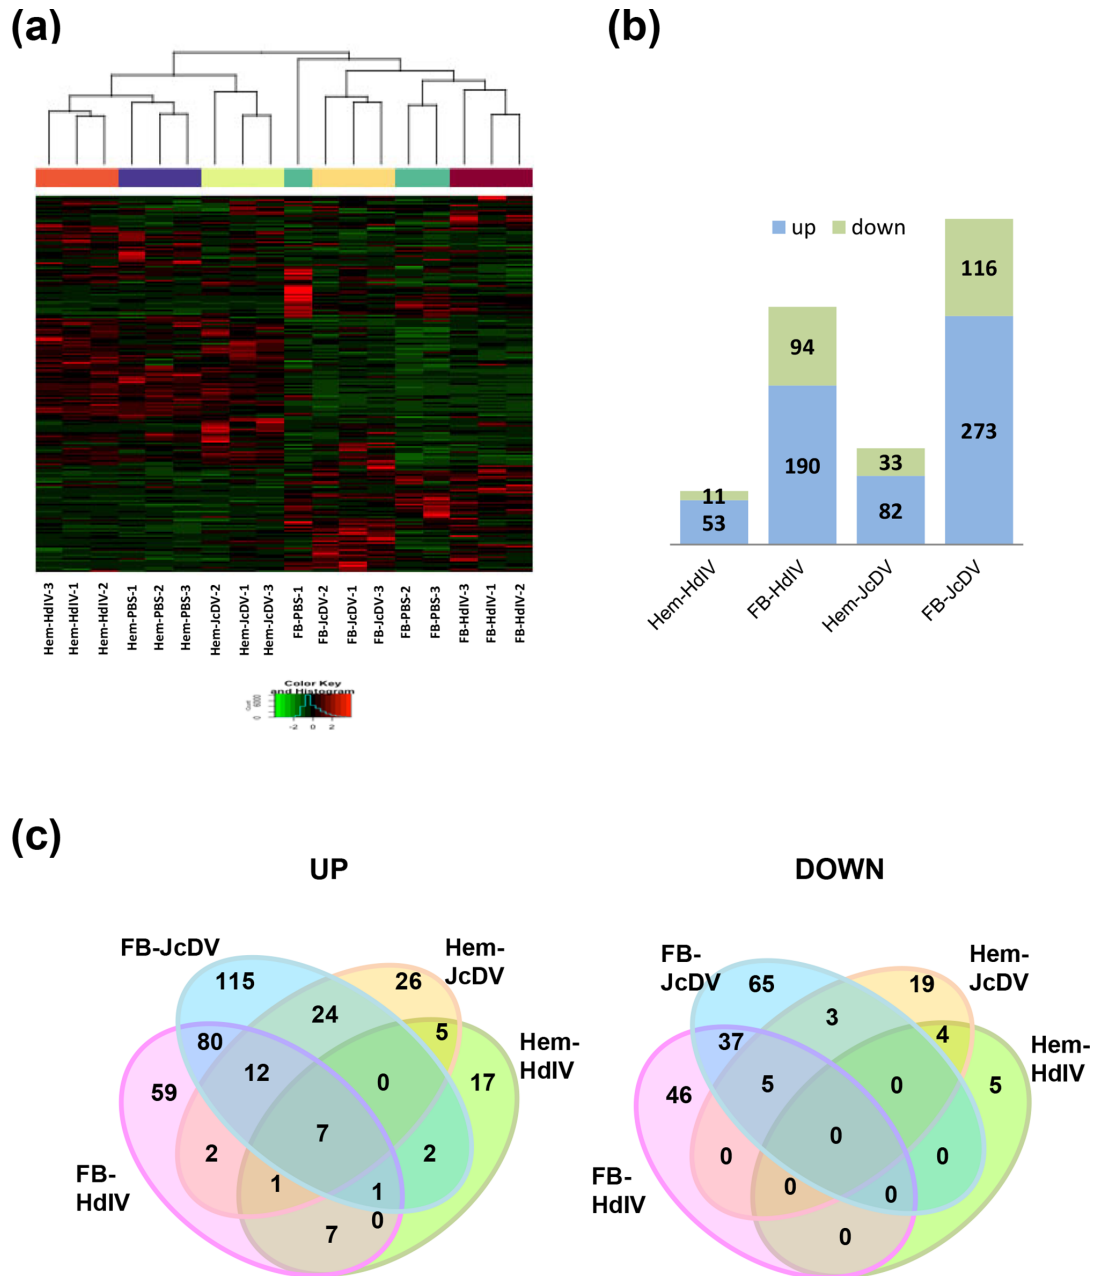 (a)
Hem-HdIV-3
Hem-HdIV-1
Hem-HdIV-2
Hem-PBS-1
Hem-PBS-2
Hem-PBS-3
Hem-JcDV-2
Hem-JcDV-1
Hem-JcDV-3
FB-PBS-1
FB-JcDV-2
FB-JcDV-1
FB-JcDV-3
FB-PBS-2
FB-PBS-3
FB-HdIV-3
FB-HdIV-1
FB-HdIV-2
Color Key
and Histogram
Count
0 6000
-2 0 2
(b)
up down
116
94
273
190
33
82
11
53
Hem-HdIV
FB-HdIV
Hem-JcDV
FB-JcDV
(c)
UP
FB-JcDV
Hem-
JcDV
115
26
24
80
5
Hem-
HdIV
12
0
17
59
7
2
2
FB-
HdIV
1
1
0
7
DOWN
FB-
JcDV
Hem-
JcDV
65
19
3
37
4
Hem-
HdIV
5
0
5
46
0
0
0
FB-
HdIV
0
0
0